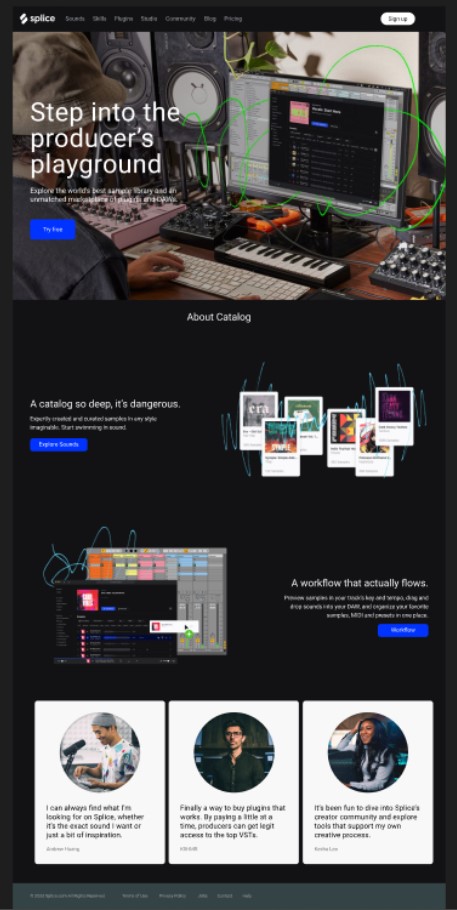 splice Sounds Skills Plugins Studio Community Blog Pricing Sign up
Step into the
producer's
playground
Explore the world's best sample library and an
unmatched marketplace of plugins and DAWs.
Try free
About Catalog
A catalog so deep, it's dangerous.
Expertly created and curated samples in any style
imaginable. Start swimming in sound.
Explore Sounds
era
A workflow that actually flows.
Preview samples in your track's key and tempo, drag and
drop sounds into your DAW, and organize your favorite
samples, MIDI and presets in one place.
Workflow
I can always find what I'm
looking for on Splice, whether
it's the exact sound I want or
just a bit of inspiration.
Andrew Huang
Finally a way to buy plugins that
works. By paying a little at a
time, producers can get legit
access to the top VSTs.
KSHMR
It's been fun to dive into Splice's
creator community and explore
tools that support my own
creative process.
Kesha Lee
Terms of Use Privacy Policy Jobs Contact Help